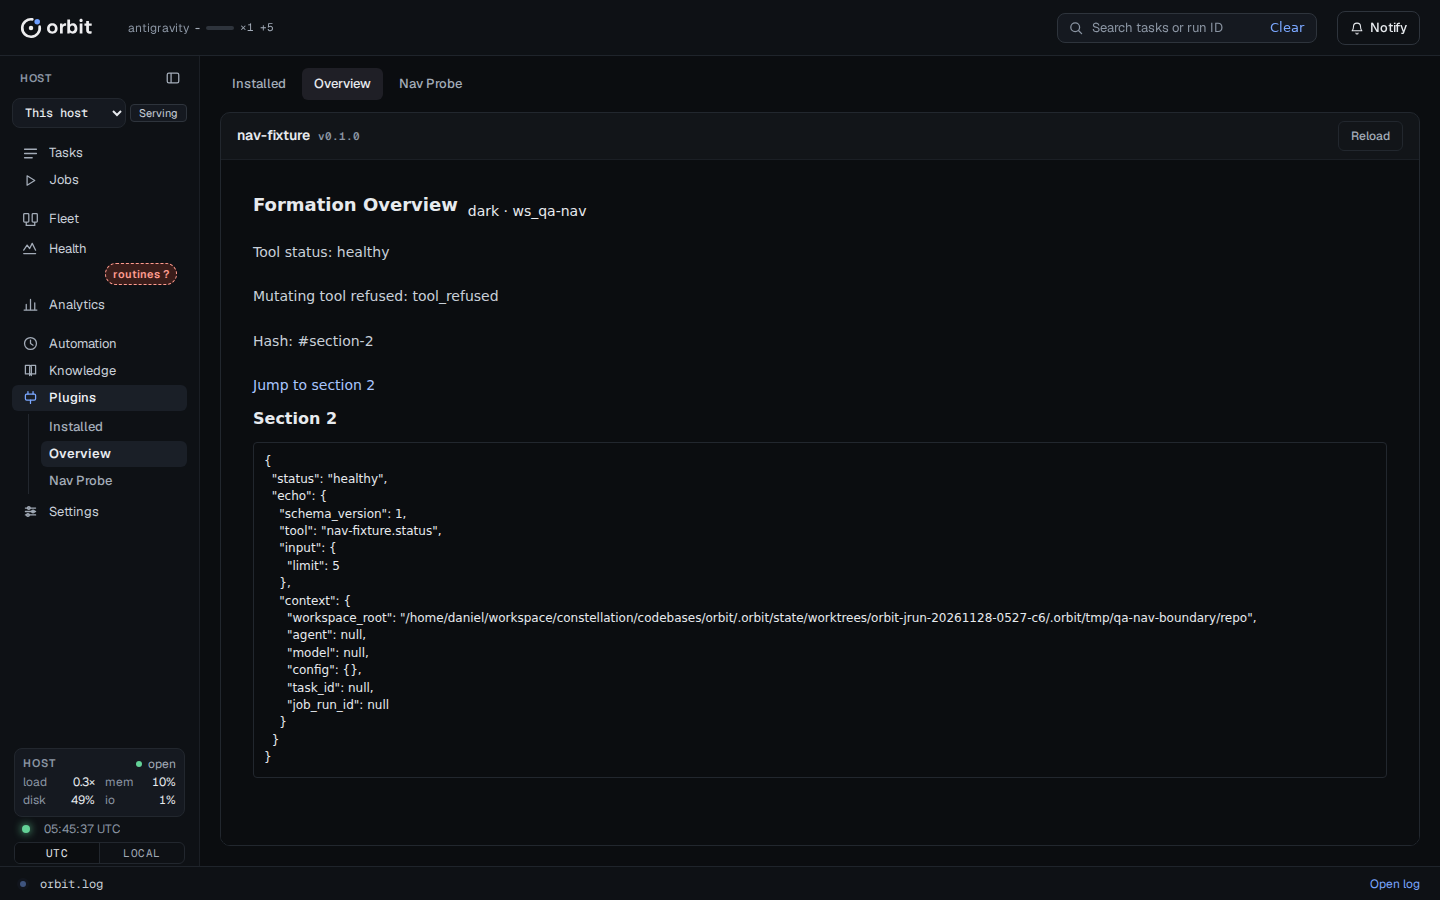 orbit
antigravity – ×1 +5
Search tasks or run ID Clear
Notify
HOST
This host Serving
Tasks
Jobs
Fleet
Health
routines ?
Analytics
Automation
Knowledge
Plugins
Installed
Overview
Nav Probe
Settings
HOST open
load 0.3× mem 10%
disk 49% io 1%
05:45:37 UTC
UTC LOCAL
Installed Overview Nav Probe
nav-fixture v0.1.0 Reload
Formation Overview dark · ws_qa-nav
Tool status: healthy
Mutating tool refused: tool_refused
Hash: #section-2
Jump to section 2
Section 2
{
"status": "healthy",
"echo": {
"schema_version": 1,
"tool": "nav-fixture.status",
"input": {
"limit": 5
},
"context": {
"workspace_root": "/home/daniel/workspace/constellation/codebases/orbit/.orbit/state/worktrees/orbit-jrun-20261128-0527-c6/.orbit/tmp/qa-nav-boundary/repo",
"agent": null,
"model": null,
"config": {},
"task_id": null,
"job_run_id": null
}
}
}
orbit.log Open log